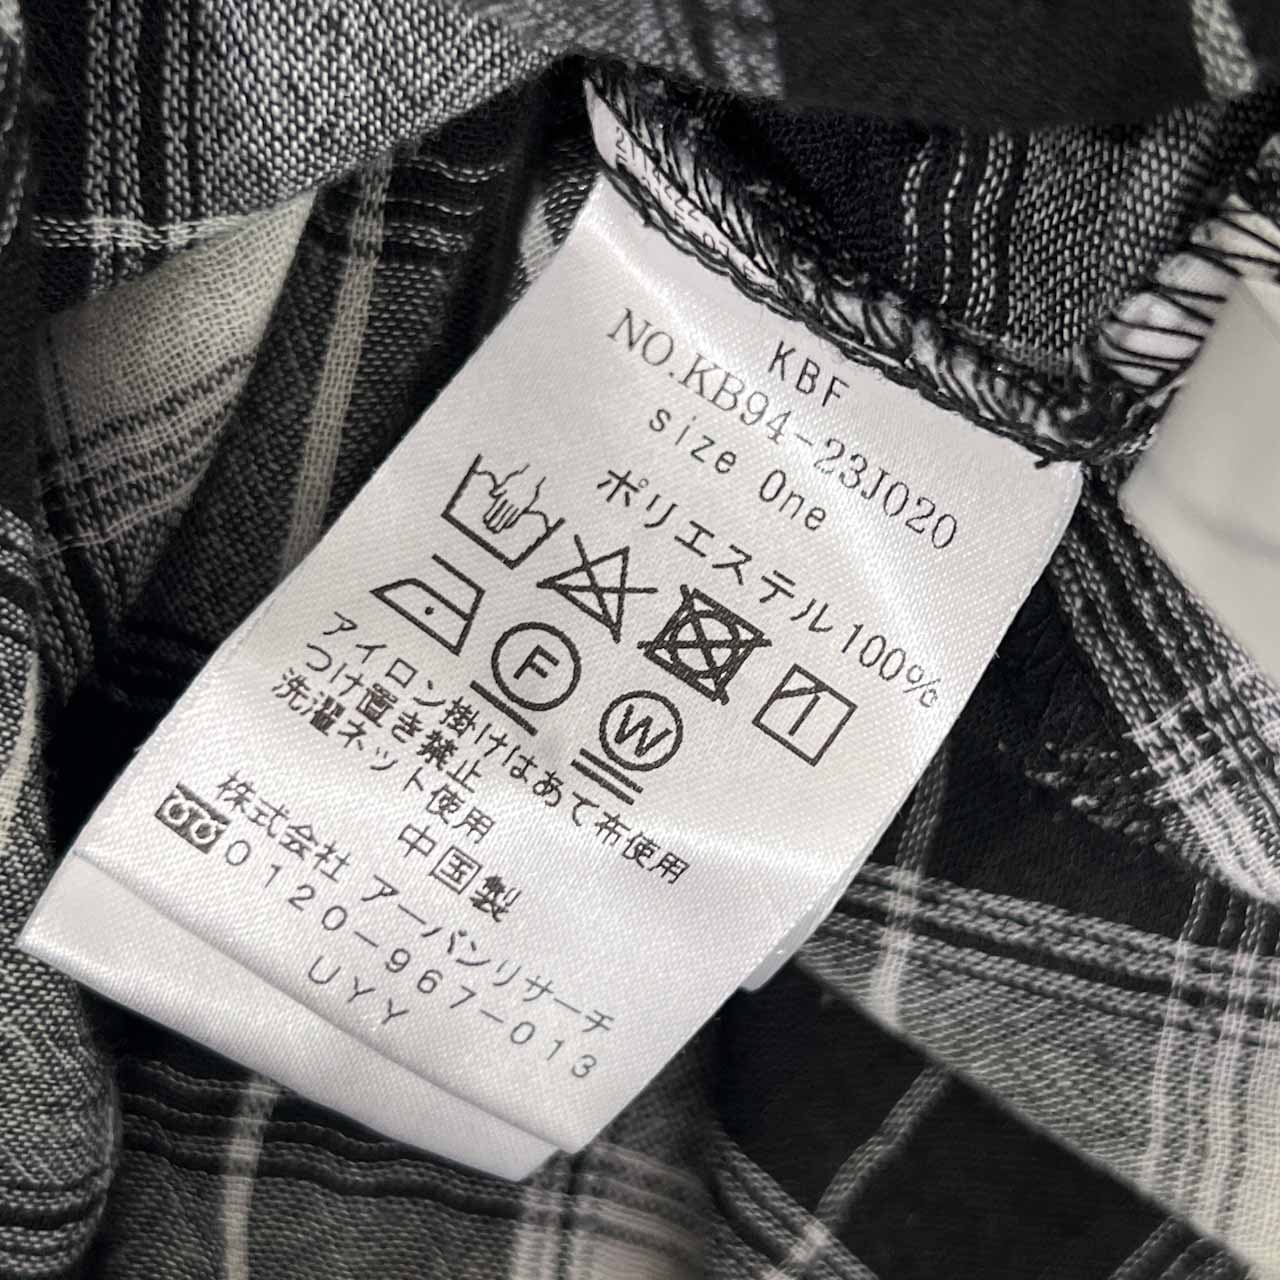 KBF
NO.KB94-23J020
size One
ポリエステル100%
F
W
アイロン掛けはあて布使用
つけ置き禁止
洗濯ネット使用
中国製
株式会社 アーバンリサーチ
0120-967-013
UYY